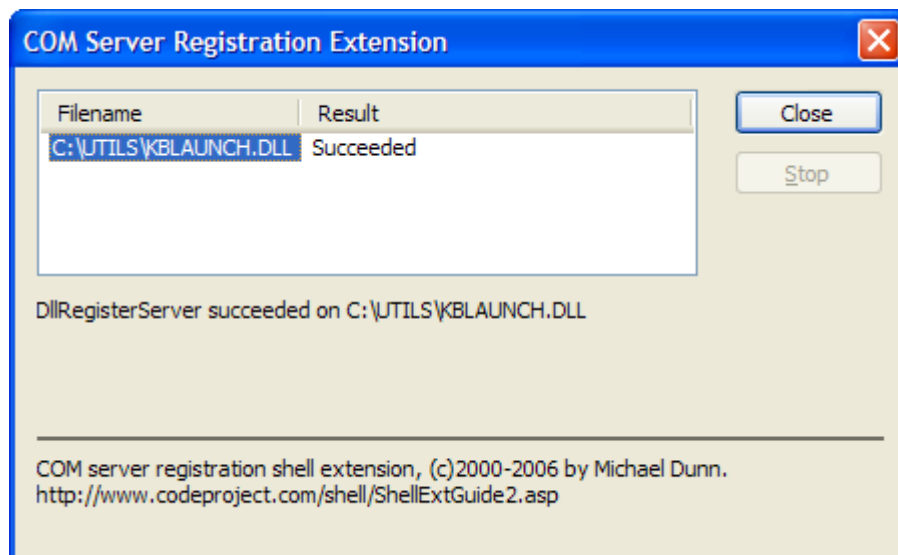 COM Server Registration Extension
Filename Result
Close
C:\UTILS\KBLAUNCH.DLL Succeeded
Stop
DllRegisterServer succeeded on C:\UTILS\KBLAUNCH.DLL
COM server registration shell extension, (c)2000-2006 by Michael Dunn.
http://www.codeproject.com/shell/ShellExtGuide2.asp